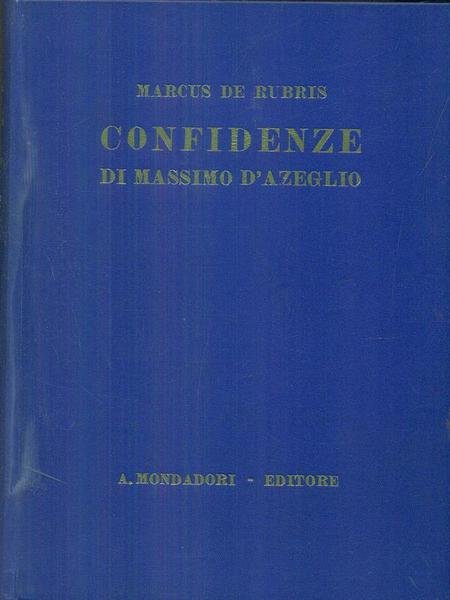 MARCUS DE RUBRIS
CONFIDENZE
DI MASSIMO D'AZEGLIO
A. MONDADORI - EDITORE